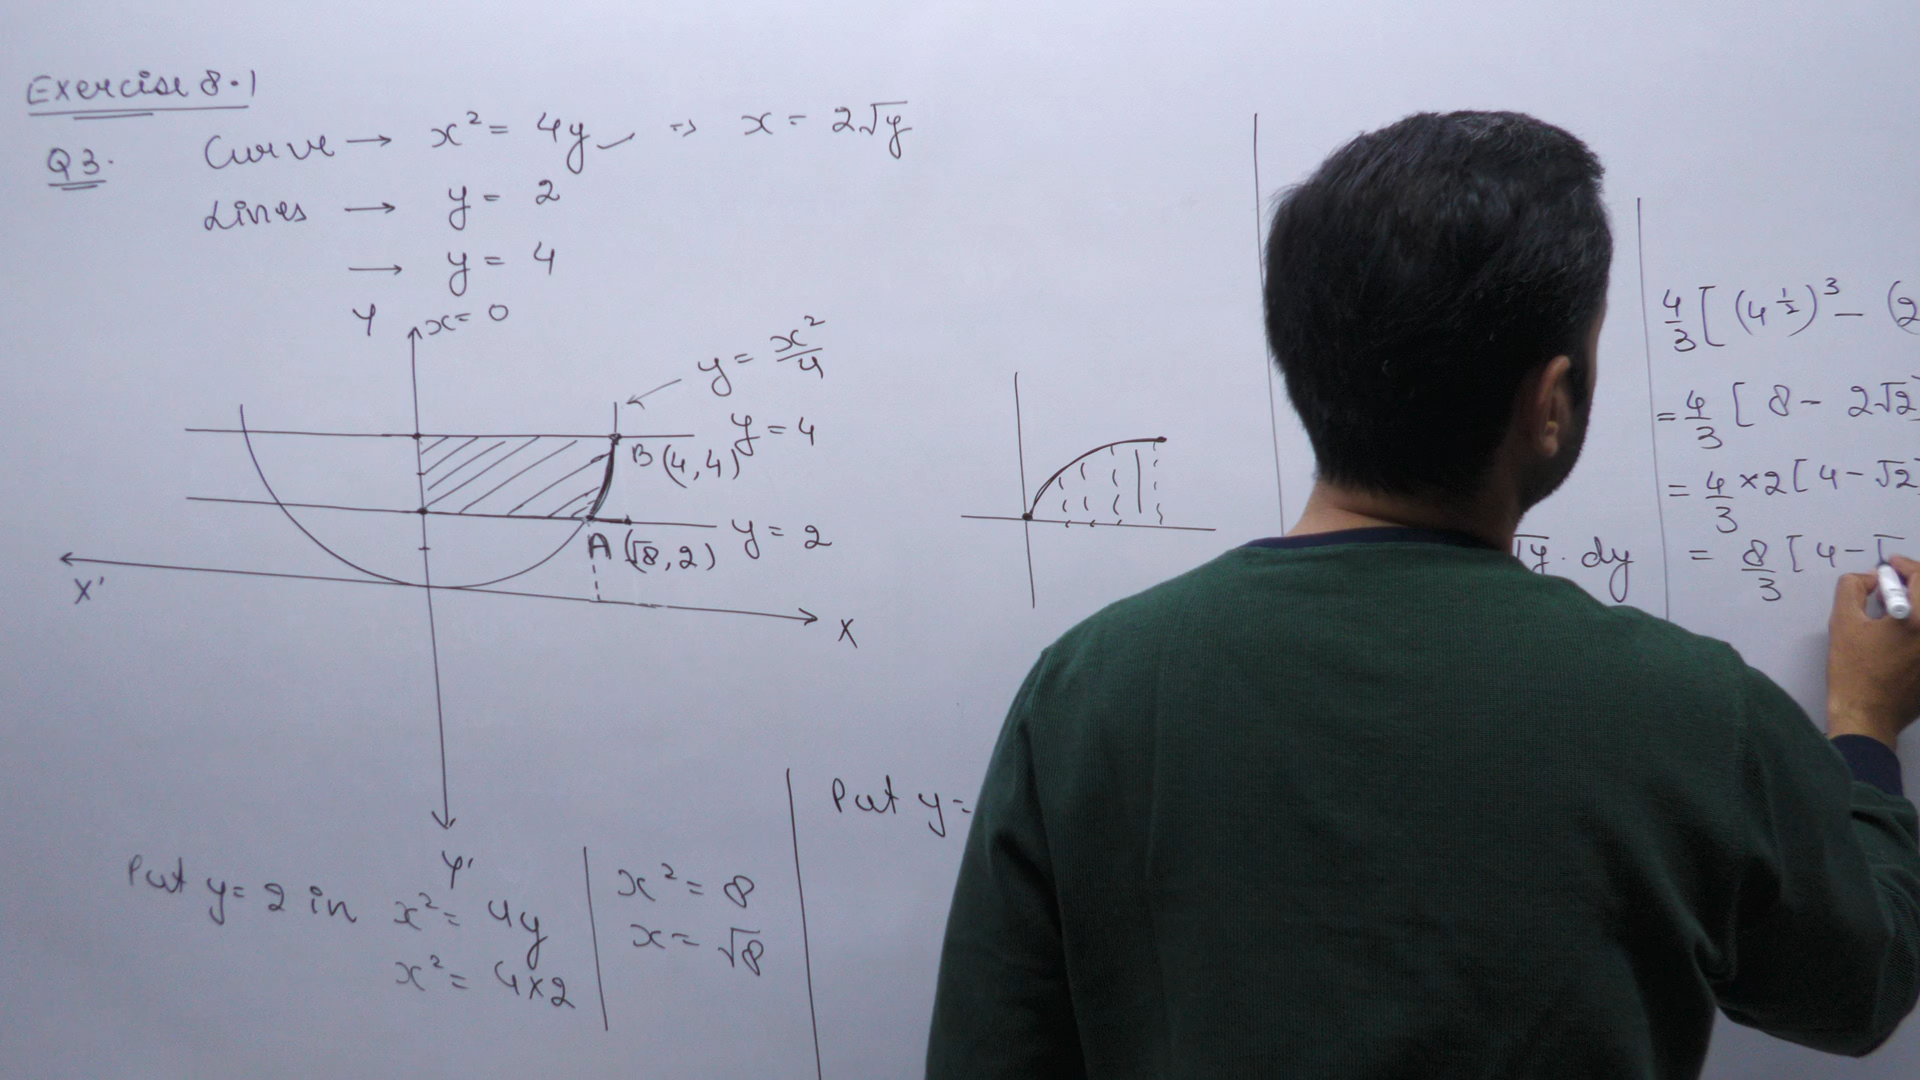 Exercise 8.1
Q3. Curve → x² = 4y ⇒ x = 2√y
Lines → y = 2
→ y = 4
Y x = 0
y = x²/4
y = 4
B (4,4)
A (√8, 2) y = 2
X' X
Y'
Put y = 2 in x² = 4y
x² = 4×2
x² = 8
x = √8
Put y =
√y. dy
4/3 [ (4^1/2)³ - (2
= 4/3 [ 8 - 2√2]
= 4/3 × 2 [ 4 - √2]
= 8/3 [ 4 - √